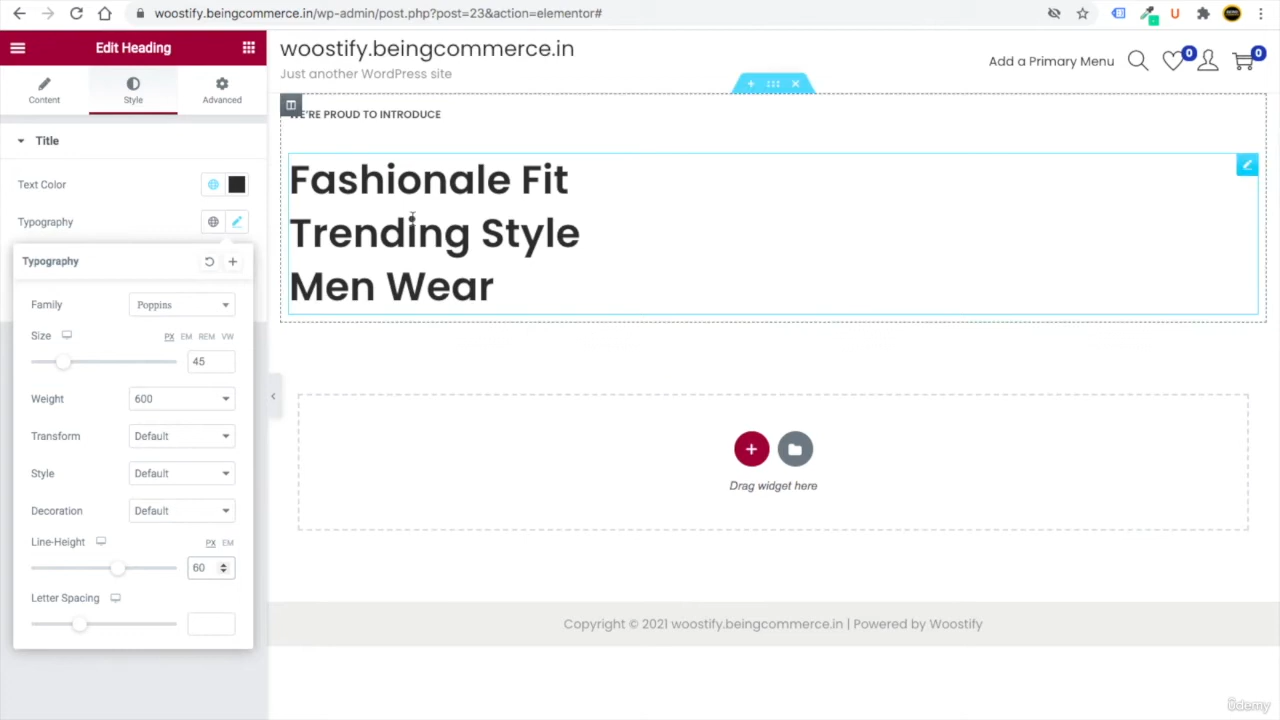 woostify.beingcommerce.in/wp-admin/post.php?post=23&action=elementor#
Edit Heading
Content
Style
Advanced
Title
Text Color
Typography
Typography
Family
Poppins
Size
PX EM REM VW
45
Weight
600
Transform
Default
Style
Default
Decoration
Default
Line-Height
PX EM
60
Letter Spacing
woostify.beingcommerce.in
Just another WordPress site
Add a Primary Menu
0
0
WE'RE PROUD TO INTRODUCE
Fashionale Fit
Trending Style
Men Wear
Drag widget here
Copyright © 2021 woostify.beingcommerce.in | Powered by Woostify
ûdemy